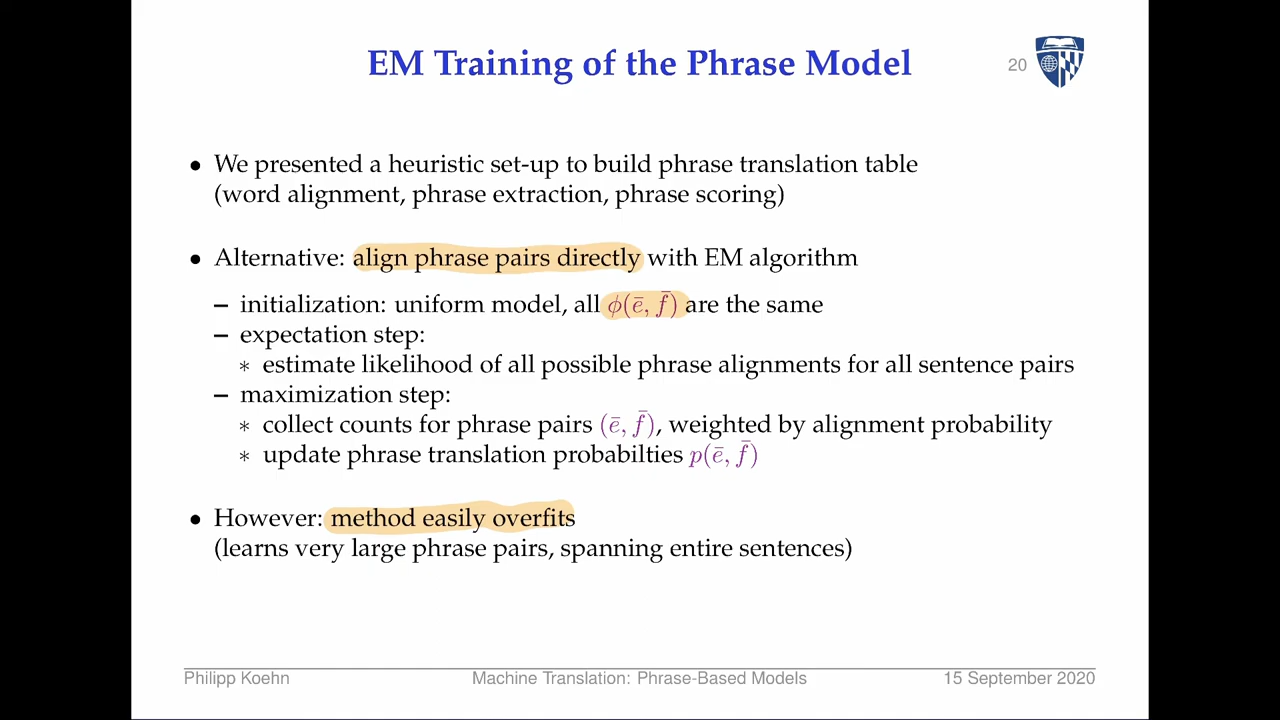 EM Training of the Phrase Model
20
• We presented a heuristic set-up to build phrase translation table
(word alignment, phrase extraction, phrase scoring)
• Alternative: align phrase pairs directly with EM algorithm
– initialization: uniform model, all ϕ(ē, f̄) are the same
– expectation step:
∗ estimate likelihood of all possible phrase alignments for all sentence pairs
– maximization step:
∗ collect counts for phrase pairs (ē, f̄), weighted by alignment probability
∗ update phrase translation probabilties p(ē, f̄)
• However: method easily overfits
(learns very large phrase pairs, spanning entire sentences)
Philipp Koehn
Machine Translation: Phrase-Based Models
15 September 2020